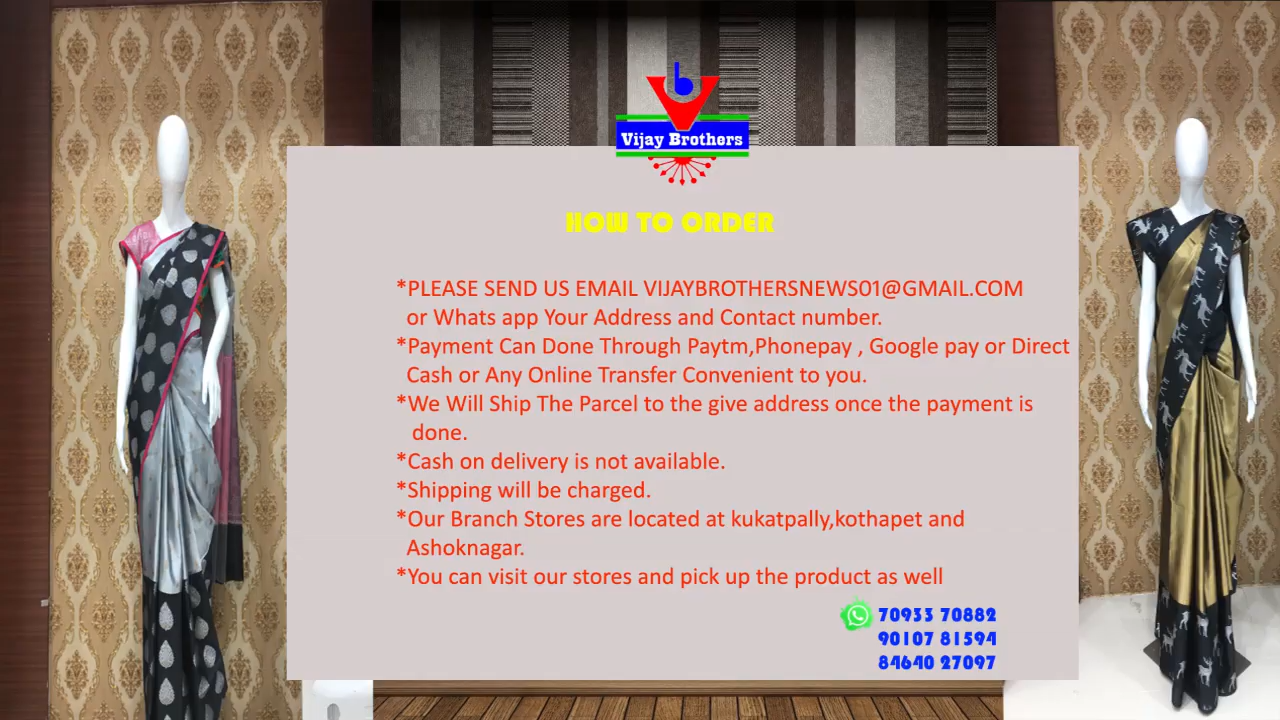 Vijay Brothers
HOW TO ORDER
*PLEASE SEND US EMAIL VIJAYBROTHERSNEWS01@GMAIL.COM
or Whats app Your Address and Contact number.
*Payment Can Done Through Paytm,Phonepay , Google pay or Direct
Cash or Any Online Transfer Convenient to you.
*We Will Ship The Parcel to the give address once the payment is
done.
*Cash on delivery is not available.
*Shipping will be charged.
*Our Branch Stores are located at kukatpally,kothapet and
Ashoknagar.
*You can visit our stores and pick up the product as well
70933 70882
90107 81594
84640 27097